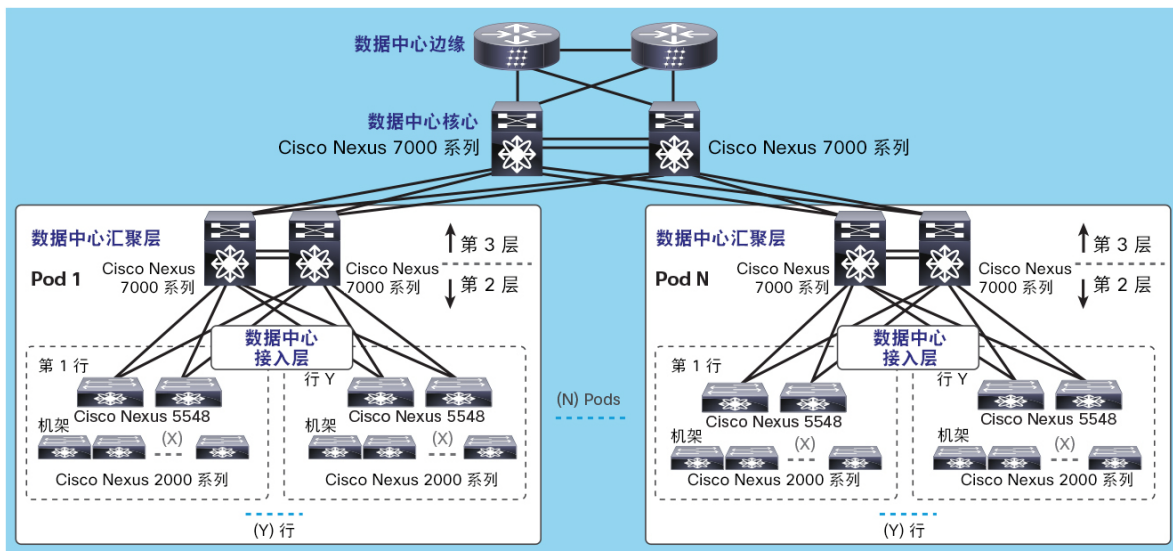 数据中心边缘
数据中心核心
Cisco Nexus 7000 系列
Cisco Nexus 7000 系列
数据中心汇聚层
第 3 层
Pod 1
Cisco Nexus
7000 系列
Cisco Nexus
7000 系列
第 2 层
数据中心
接入层
第 1 行
行 Y
Cisco Nexus 5548
Cisco Nexus 5548
机架
(X)
机架
(X)
Cisco Nexus 2000 系列
Cisco Nexus 2000 系列
(Y) 行
(N) Pods
数据中心汇聚层
第 3 层
Pod N
Cisco Nexus
7000 系列
Cisco Nexus
7000 系列
第 2 层
数据中心
接入层
第 1 行
行 Y
Cisco Nexus 5548
Cisco Nexus 5548
机架
(X)
机架
(X)
Cisco Nexus 2000 系列
Cisco Nexus 2000 系列
(Y) 行